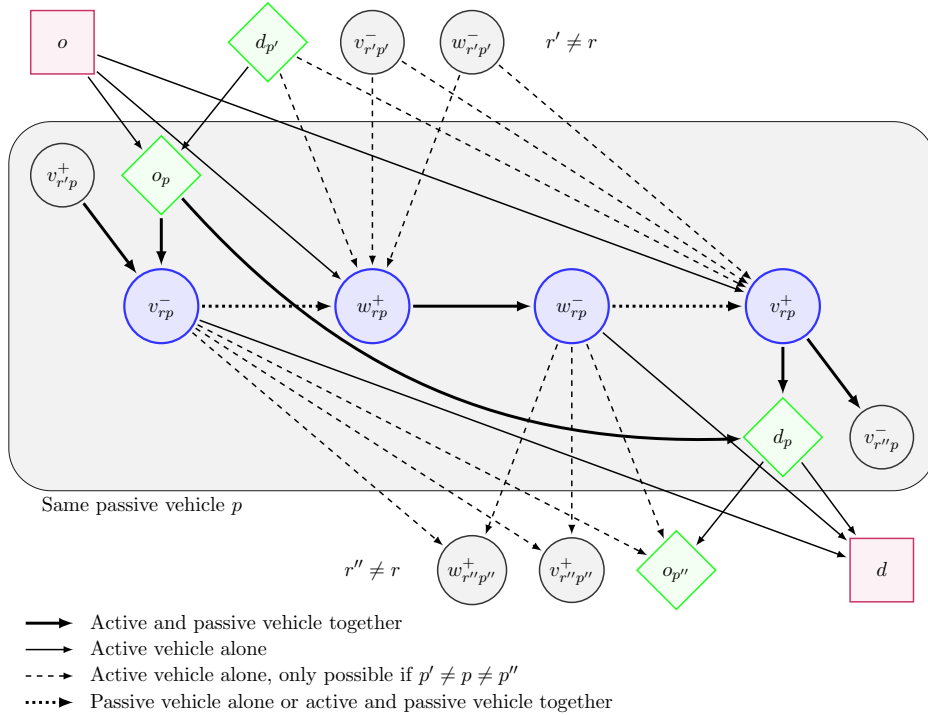 o
d_{p'}
v^-_{r'p'}
w^-_{r'p'}
r' ≠ r
v^+_{r'p}
o_p
v^-_{rp}
w^+_{rp}
w^-_{rp}
v^+_{rp}
d_p
v^-_{r''p}
Same passive vehicle p
r'' ≠ r
w^+_{r''p''}
v^+_{r''p''}
o_{p''}
d
Active and passive vehicle together
Active vehicle alone
Active vehicle alone, only possible if p' ≠ p ≠ p''
Passive vehicle alone or active and passive vehicle together